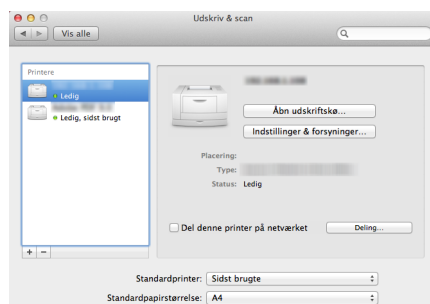 Udskriv & scan
Vis alle
Printere
Ledig
Ledig, sidst brugt
Åbn udskriftskø...
Indstillinger & forsyninger...
Placering:
Type:
Status: Ledig
Del denne printer på netværket
Deling...
+ −
Standardprinter: Sidst brugte
Standardpapirstørrelse: A4